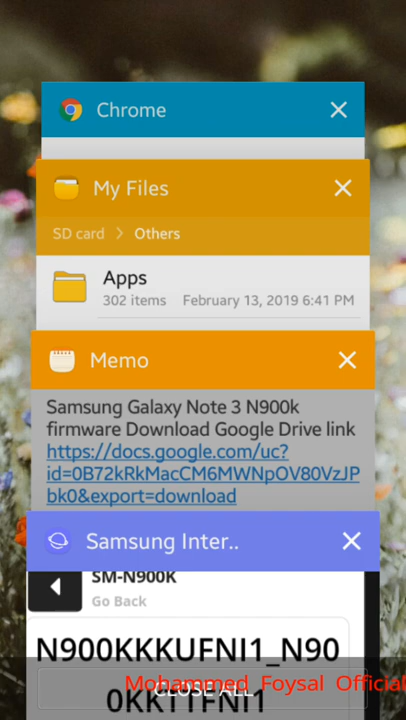 Chrome
My Files
SD card > Others
Apps
302 items February 13, 2019 6:41 PM
Memo
Samsung Galaxy Note 3 N900k
firmware Download Google Drive link
https://docs.google.com/uc?
id=0B72kRkMacCM6MWNpOV80VzJP
bk0&export=download
Samsung Inter..
SM-N900K
Go Back
N900KKKUFNI1_N90
0KKTTFNI1
CLOSE ALL
Mohammed Foysal Official